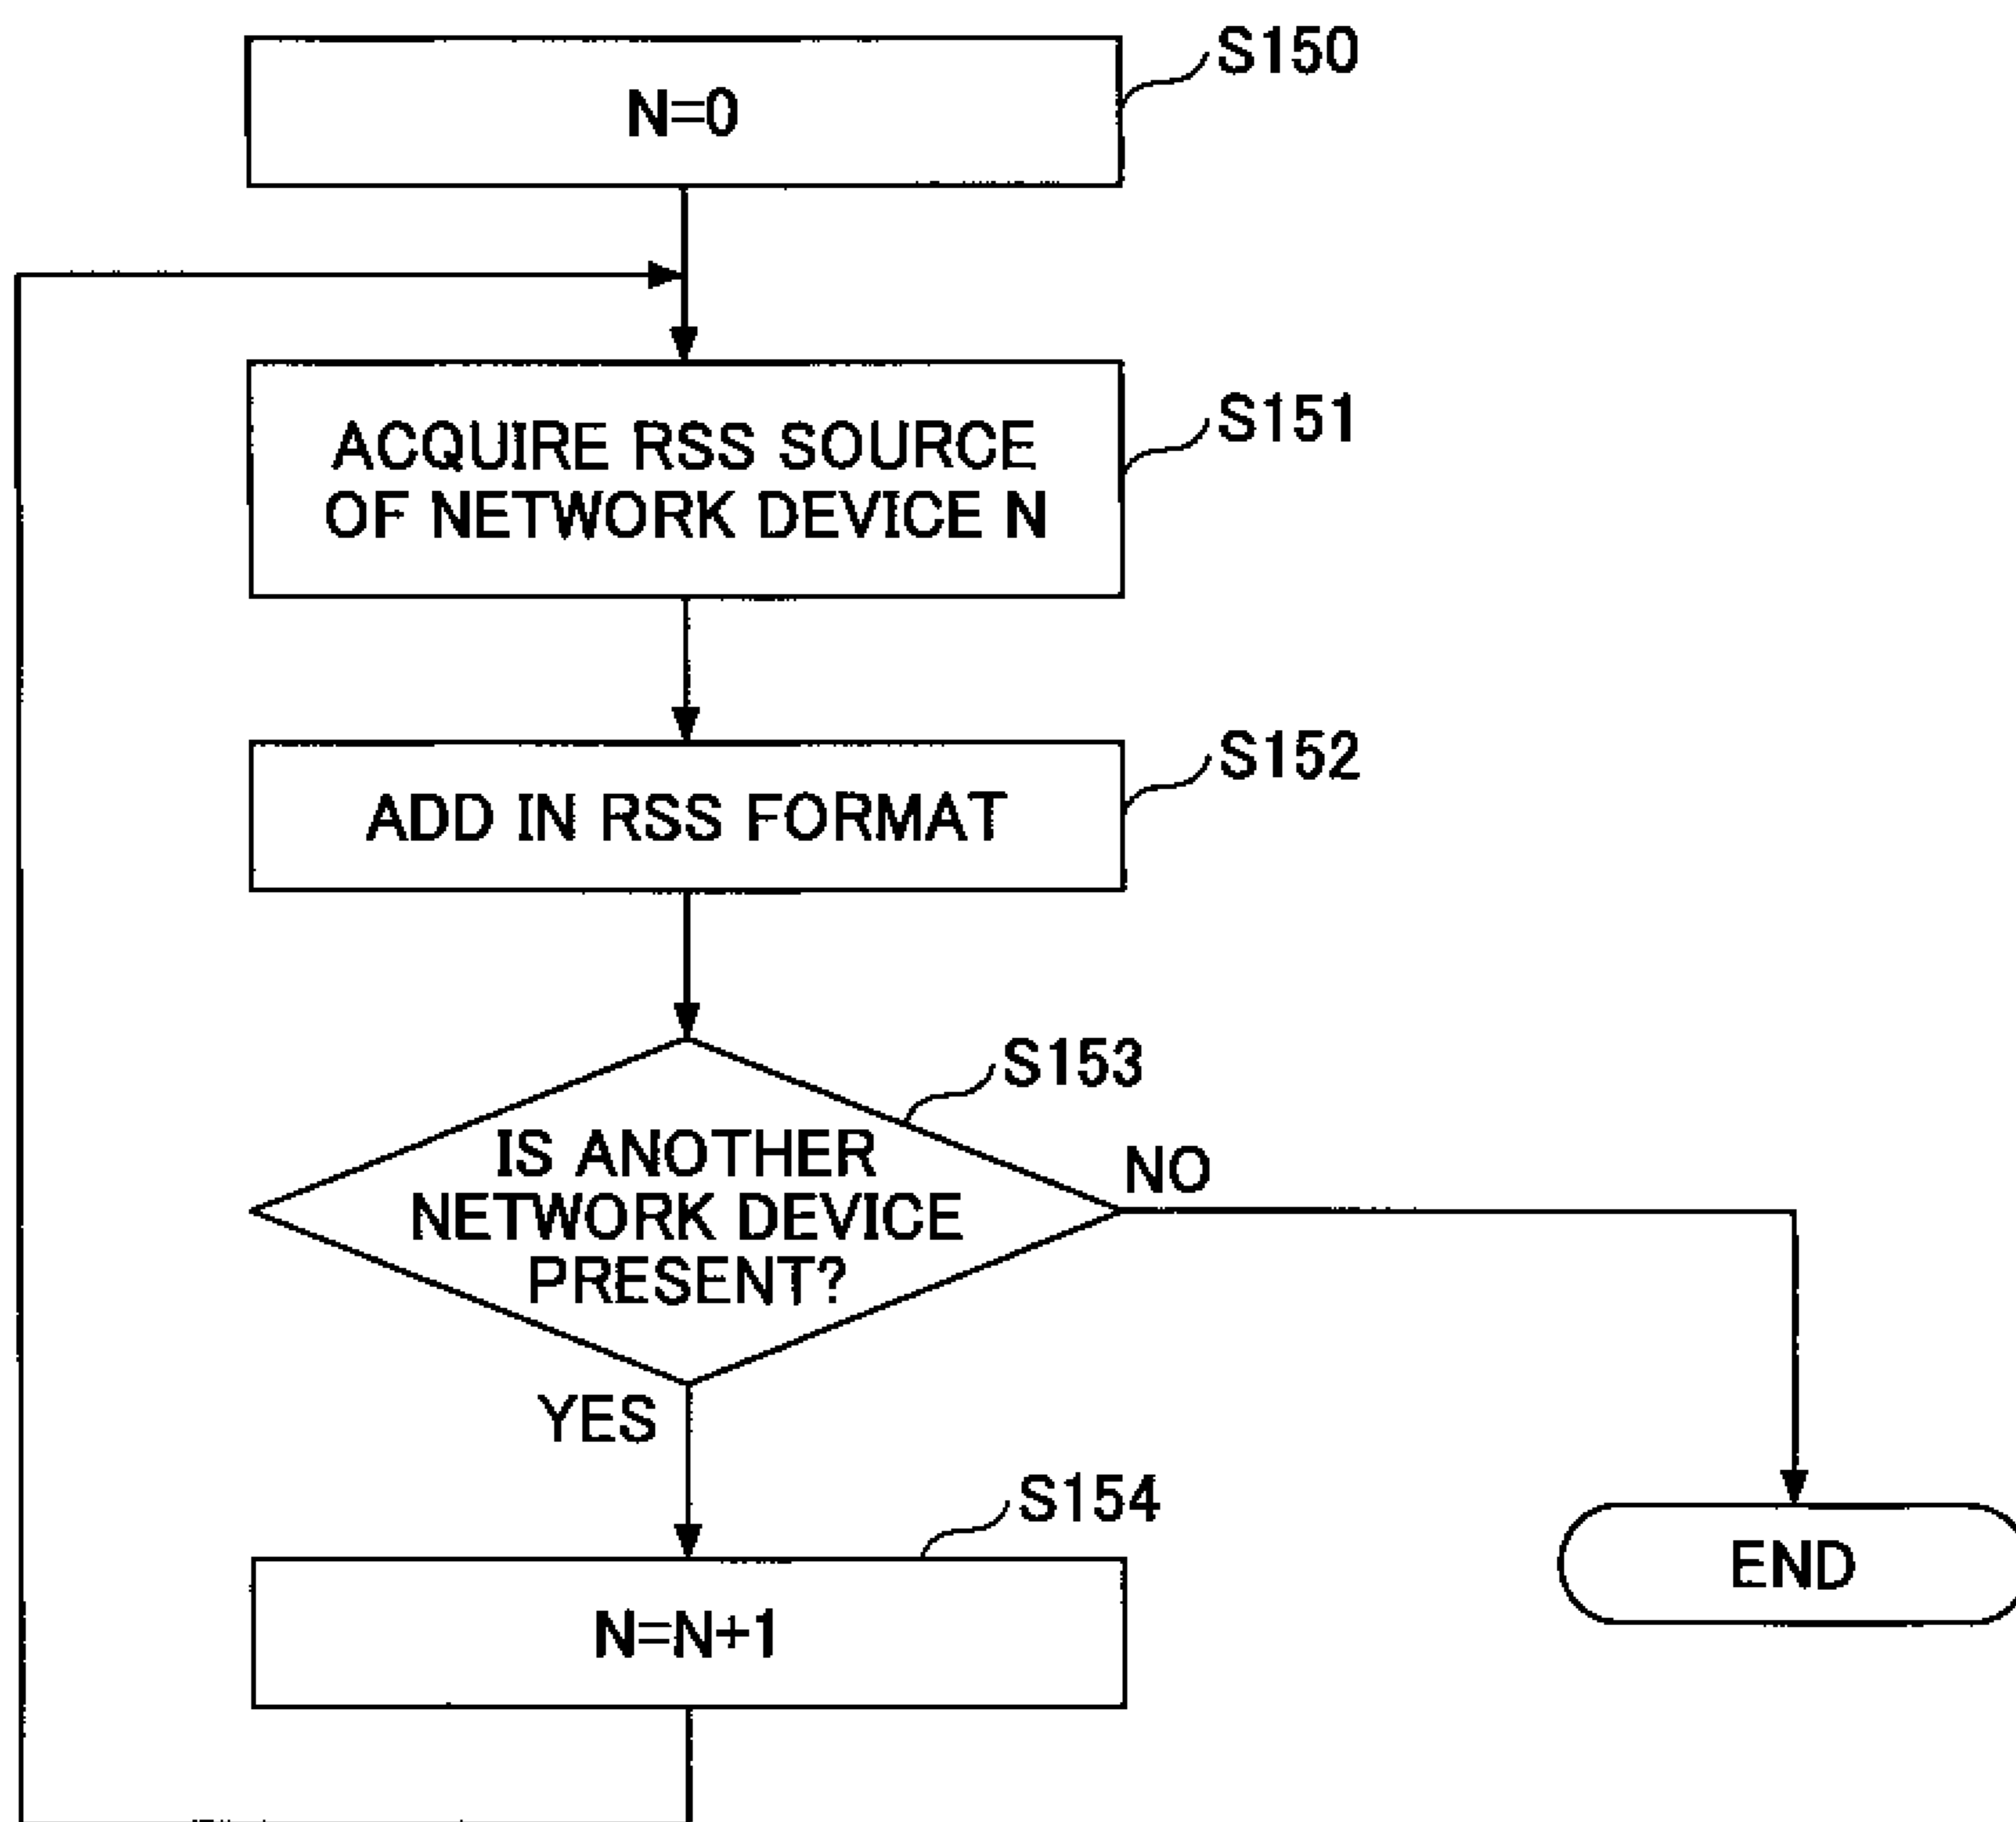 S150
N=0
S151
ACQUIRE RSS SOURCE
OF NETWORK DEVICE N
S152
ADD IN RSS FORMAT
S153
IS ANOTHER
NETWORK DEVICE
PRESENT?
NO
YES
S154
N=N+1
END